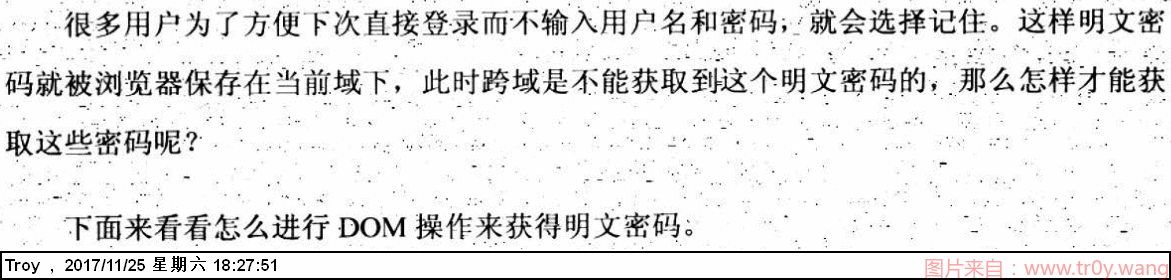 很多用户为了方便下次直接登录而不输入用户名和密码，就会选择记住。这样明文密
码就被浏览器保存在当前域下，此时跨域是不能获取到这个明文密码的，那么怎样才能获
取这些密码呢？
下面来看看怎么进行 DOM 操作来获得明文密码。
Troy , 2017/11/25 星期六 18:27:51
图片来自：www.tr0y.wang